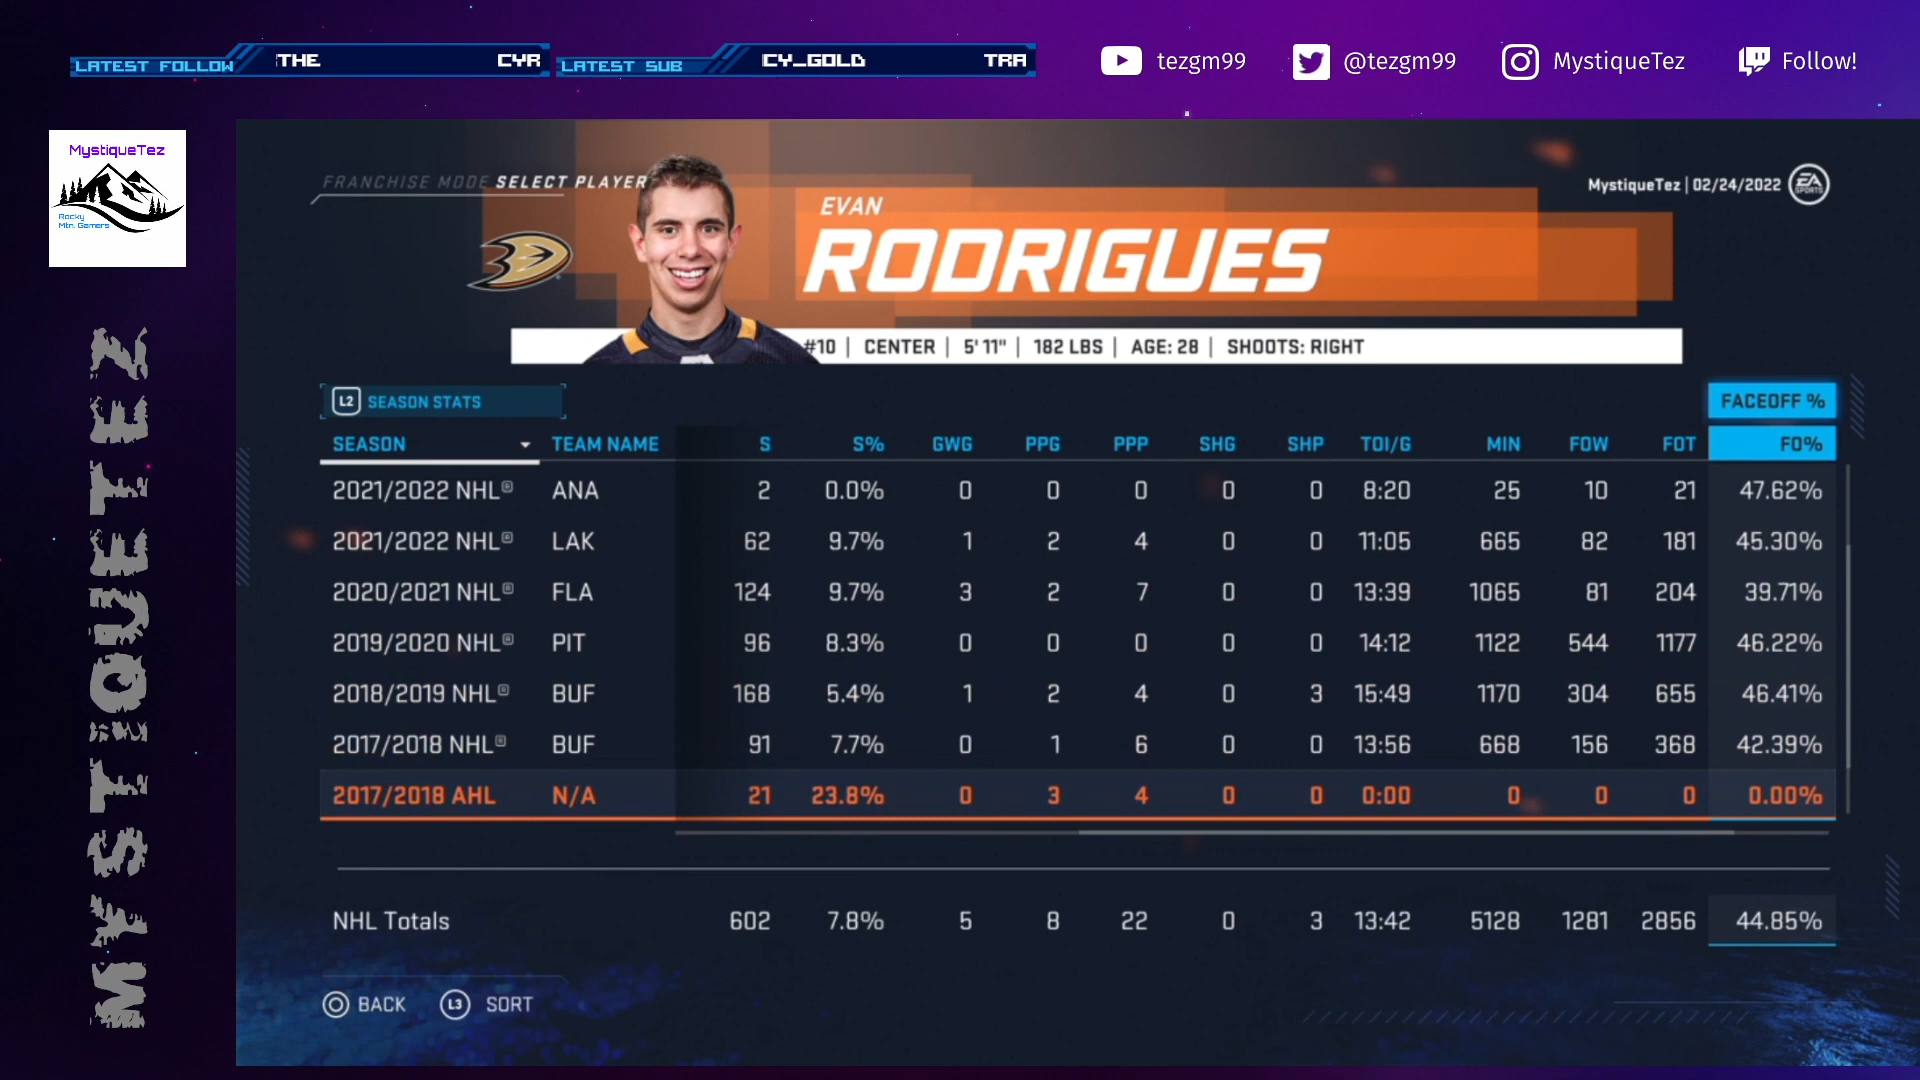 LATEST FOLLOW THE CYR LATEST SUB CY_GOLD TRA tezgm99 @tezgm99 MystiqueTez Follow!
MystiqueTez
Rocky
Mtn. Gamers
MYSTIQUETEZ
FRANCHISE MODE SELECT PLAYER
MystiqueTez | 02/24/2022 EA SPORTS
EVAN
RODRIGUES
#10 | CENTER | 5' 11" | 182 LBS | AGE: 28 | SHOOTS: RIGHT
L2 SEASON STATS FACEOFF %
SEASON TEAM NAME S S% GWG PPG PPP SHG SHP TOI/G MIN FOW FOT FO%
2021/2022 NHL® ANA 2 0.0% 0 0 0 0 0 8:20 25 10 21 47.62%
2021/2022 NHL® LAK 62 9.7% 1 2 4 0 0 11:05 665 82 181 45.30%
2020/2021 NHL® FLA 124 9.7% 3 2 7 0 0 13:39 1065 81 204 39.71%
2019/2020 NHL® PIT 96 8.3% 0 0 0 0 0 14:12 1122 544 1177 46.22%
2018/2019 NHL® BUF 168 5.4% 1 2 4 0 3 15:49 1170 304 655 46.41%
2017/2018 NHL® BUF 91 7.7% 0 1 6 0 0 13:56 668 156 368 42.39%
2017/2018 AHL N/A 21 23.8% 0 3 4 0 0 0:00 0 0 0 0.00%
NHL Totals 602 7.8% 5 8 22 0 3 13:42 5128 1281 2856 44.85%
BACK L3 SORT